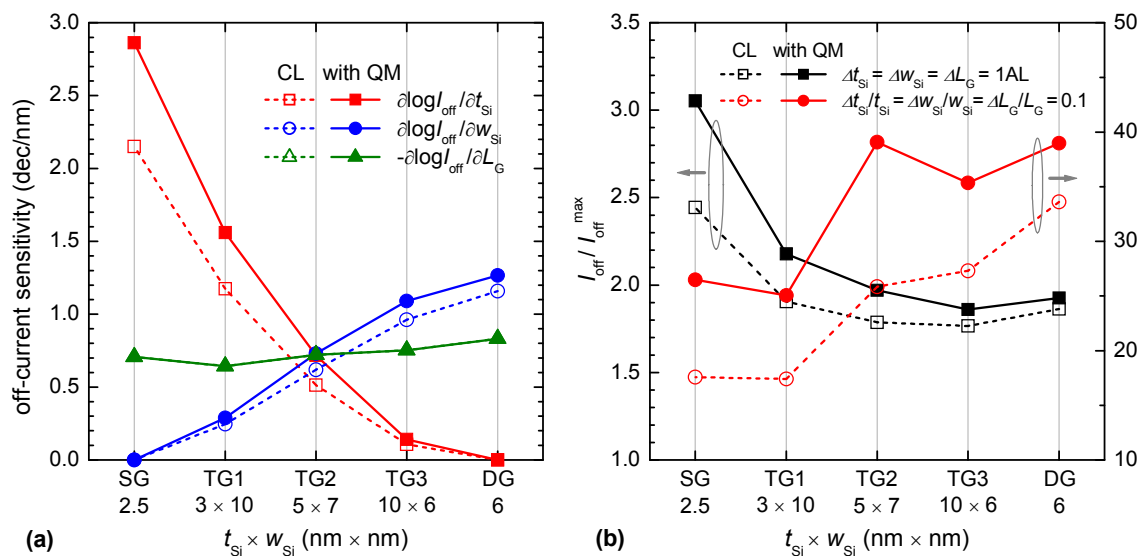 3.0
2.5
2.0
1.5
1.0
0.5
0.0
off-current sensitivity (dec/nm)
CL with QM
∂logI_off/∂t_Si
∂logI_off/∂w_Si
-∂logI_off/∂L_G
SG TG1 TG2 TG3 DG
2.5 3 × 10 5 × 7 10 × 6 6
(a) t_Si × w_Si (nm × nm)
3.5
3.0
2.5
2.0
1.5
1.0
I_off / I_off^max
CL with QM
Δt_Si = Δw_Si = ΔL_G = 1AL
Δt_Si/t_Si = Δw_Si/w_Si = ΔL_G/L_G = 0.1
50
40
30
20
10
SG TG1 TG2 TG3 DG
2.5 3 × 10 5 × 7 10 × 6 6
(b) t_Si × w_Si (nm × nm)